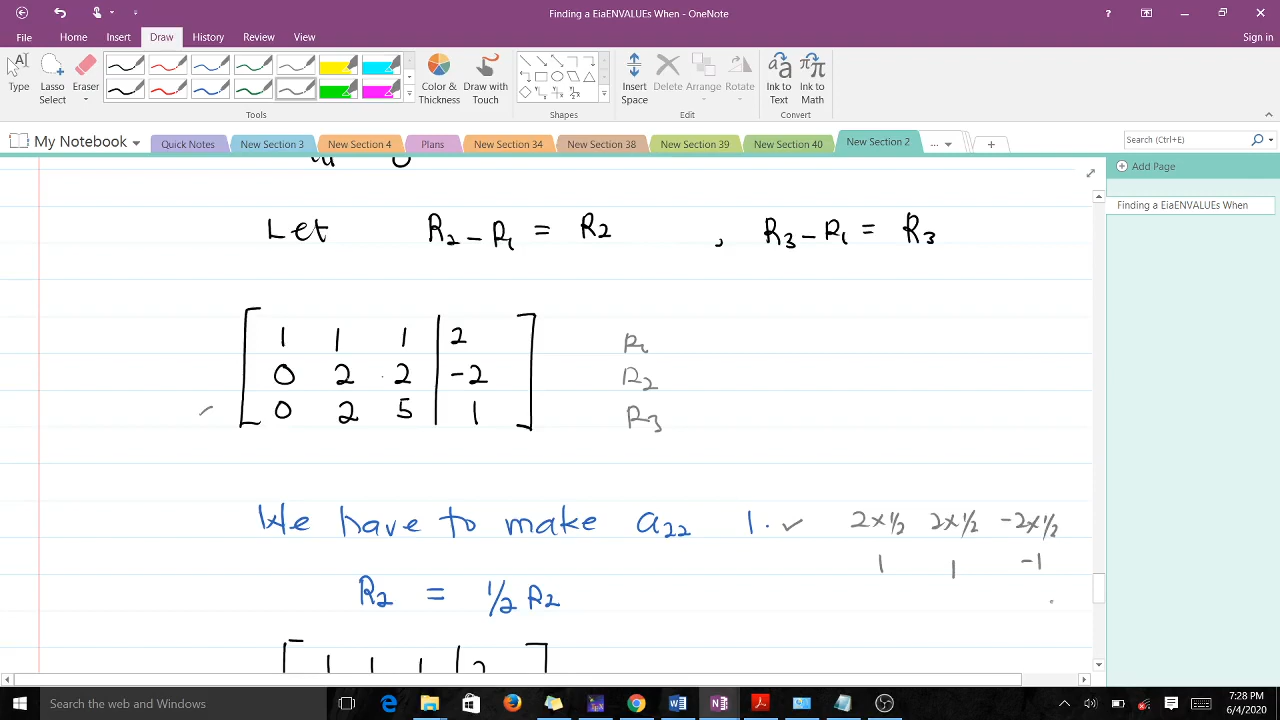 Finding a EiaENVALUEs When - OneNote
File Home Insert Draw History Review View Sign in
Type Lasso Select Eraser Color & Thickness Draw with Touch Insert Space Delete Arrange Rotate Ink to Text Ink to Math
Tools Shapes Edit Convert
My Notebook Quick Notes New Section 3 New Section 4 Plans New Section 34 New Section 38 New Section 39 New Section 40 New Section 2 ... Search (Ctrl+E)
Add Page
Finding a EiaENVALUEs When
Let R2 - R1 = R2 , R3 - R1 = R3
1 1 1 | 2 R1
0 2 2 | -2 R2
0 2 5 | 1 R3
We have to make a22 1. ✓ 2x1/2 2x1/2 -2x1/2
1 1 -1
R2 = 1/2 R2
Search the web and Windows
7:28 PM
6/4/2020